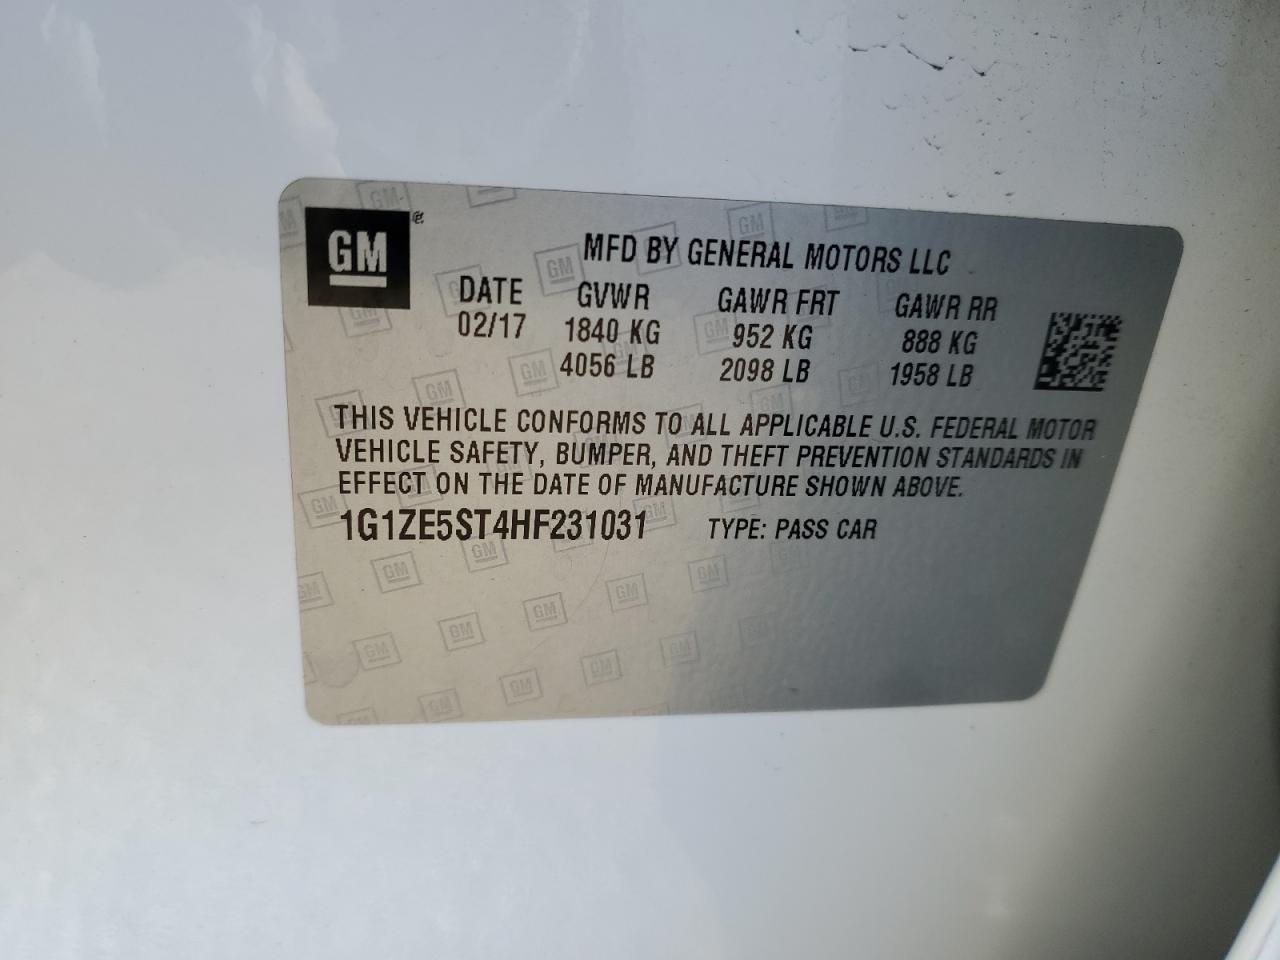 GM
MFD BY GENERAL MOTORS LLC
DATE GVWR GAWR FRT GAWR RR
02/17 1840 KG 952 KG 888 KG
4056 LB 2098 LB 1958 LB
THIS VEHICLE CONFORMS TO ALL APPLICABLE U.S. FEDERAL MOTOR
VEHICLE SAFETY, BUMPER, AND THEFT PREVENTION STANDARDS IN
EFFECT ON THE DATE OF MANUFACTURE SHOWN ABOVE.
1G1ZE5ST4HF231031 TYPE: PASS CAR